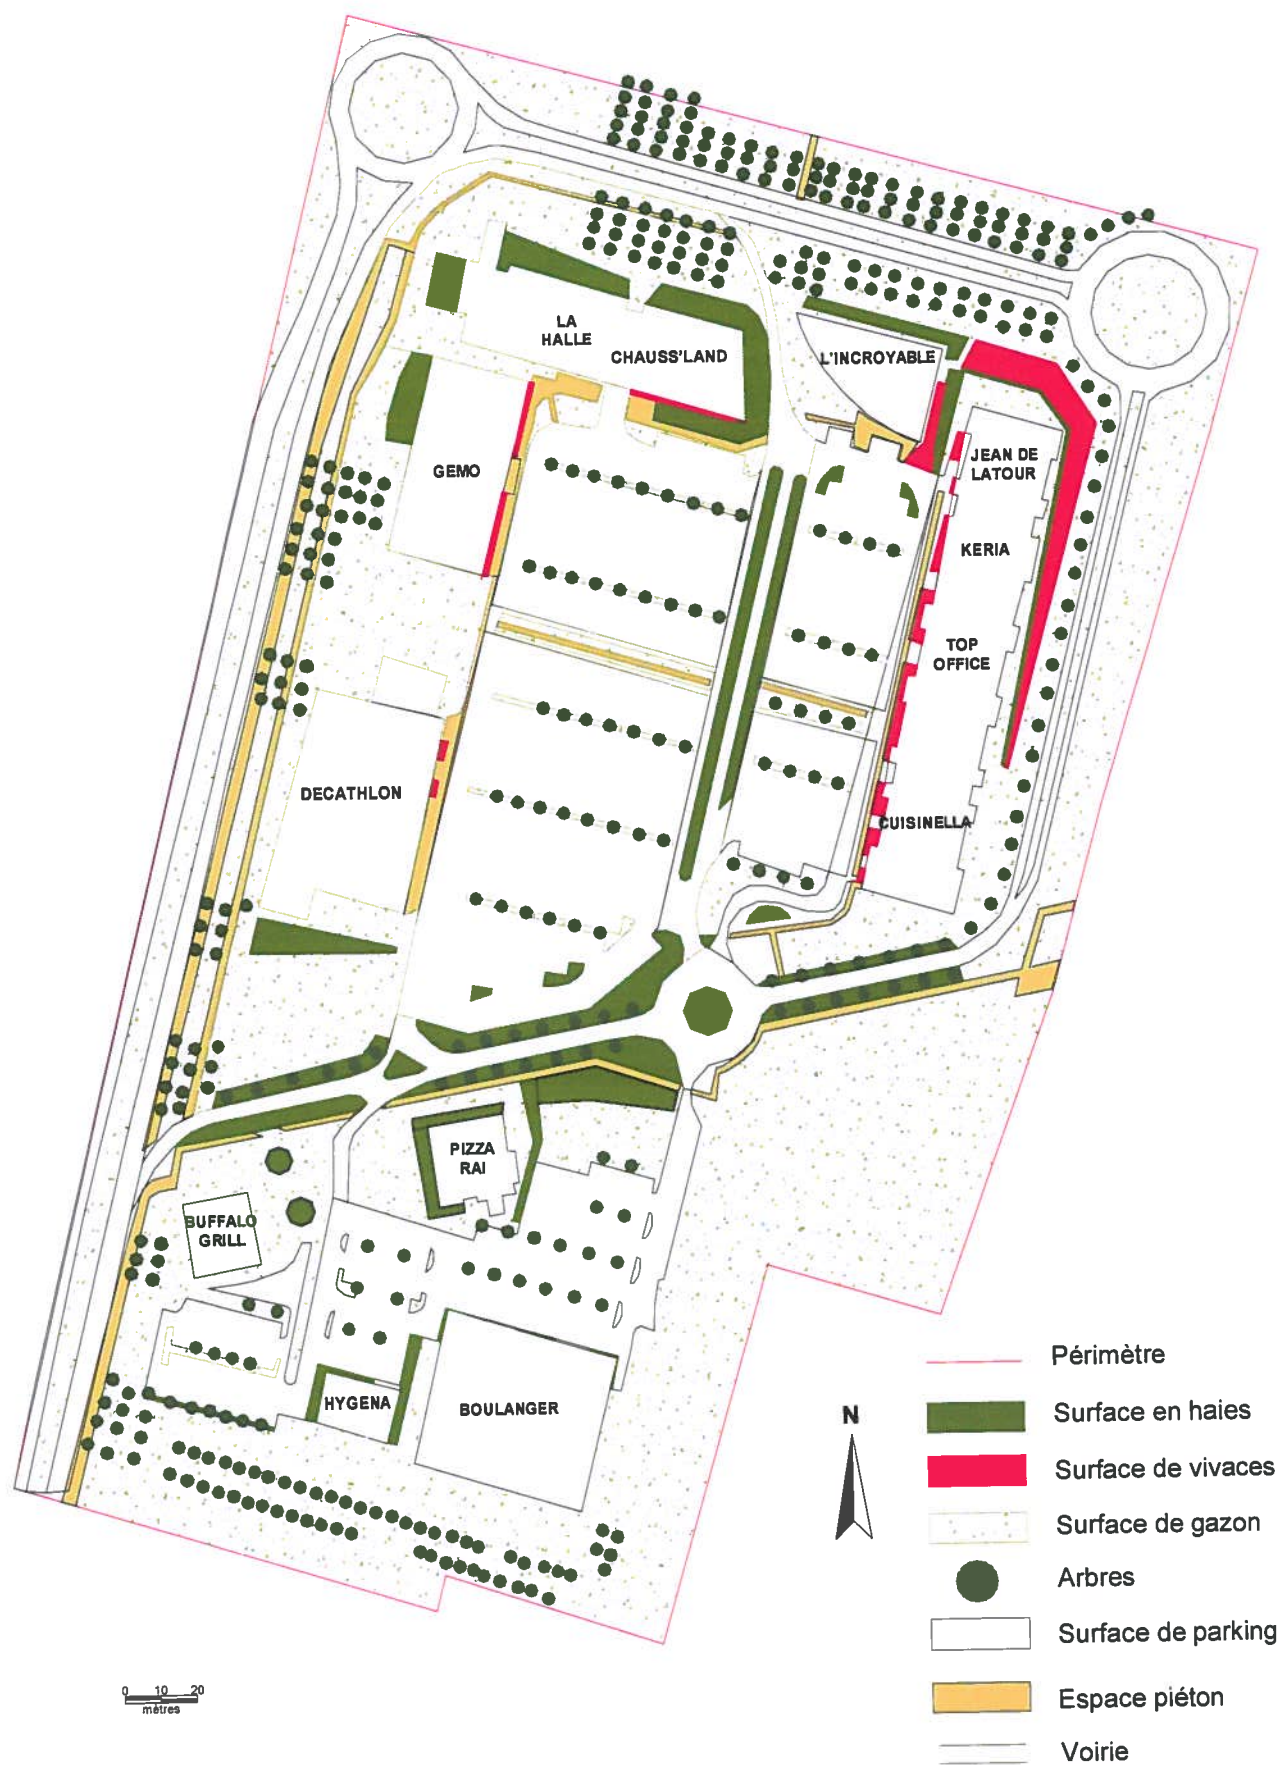 LA
HALLE
CHAUSS'LAND
L'INCROYABLE
GEMO
JEAN DE
LATOUR
KERIA
TOP
OFFICE
DECATHLON
CUISINELLA
PIZZA
RAI
BUFFALO
GRILL
HYGENA
BOULANGER
N
Périmètre
Surface en haies
Surface de vivaces
Surface de gazon
Arbres
Surface de parking
Espace piéton
Voirie
0 10 20
mètres